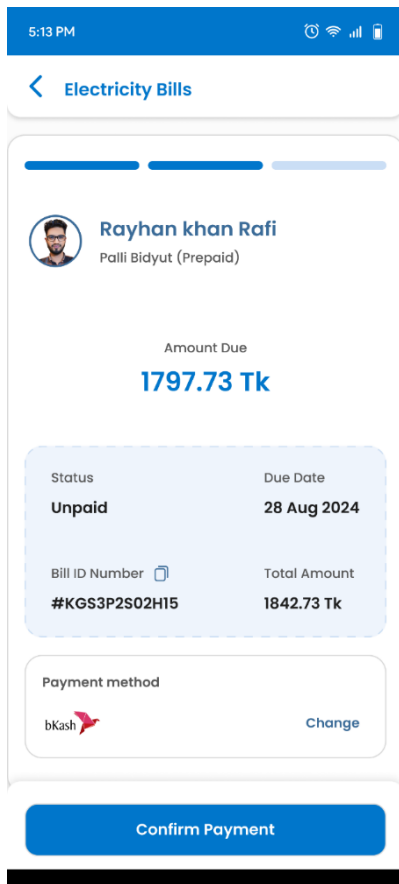 5:13 PM
Electricity Bills
Rayhan khan Rafi
Palli Bidyut (Prepaid)
Amount Due
1797.73 Tk
Status
Due Date
Unpaid
28 Aug 2024
Bill ID Number
Total Amount
#KGS3P2S02H15
1842.73 Tk
Payment method
bKash
Change
Confirm Payment